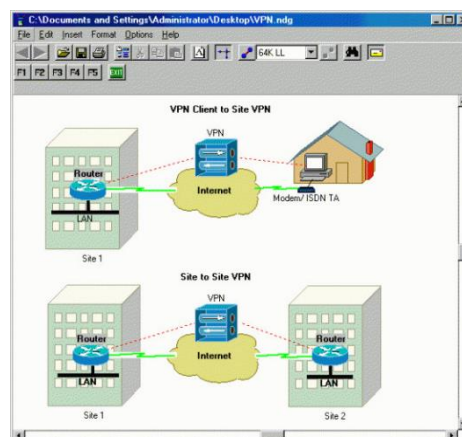 C:\Documents and Settings\Administrator\Desktop\VPN.ndg
File Edit Insert Format Options Help
64K LL
F1 F2 F3 F4 F5 EXIT
VPN Client to Site VPN
VPN
Router
Internet
LAN
Modem/ ISDN TA
Site 1
Site to Site VPN
VPN
Router
Internet
Router
LAN
LAN
Site 1
Site 2